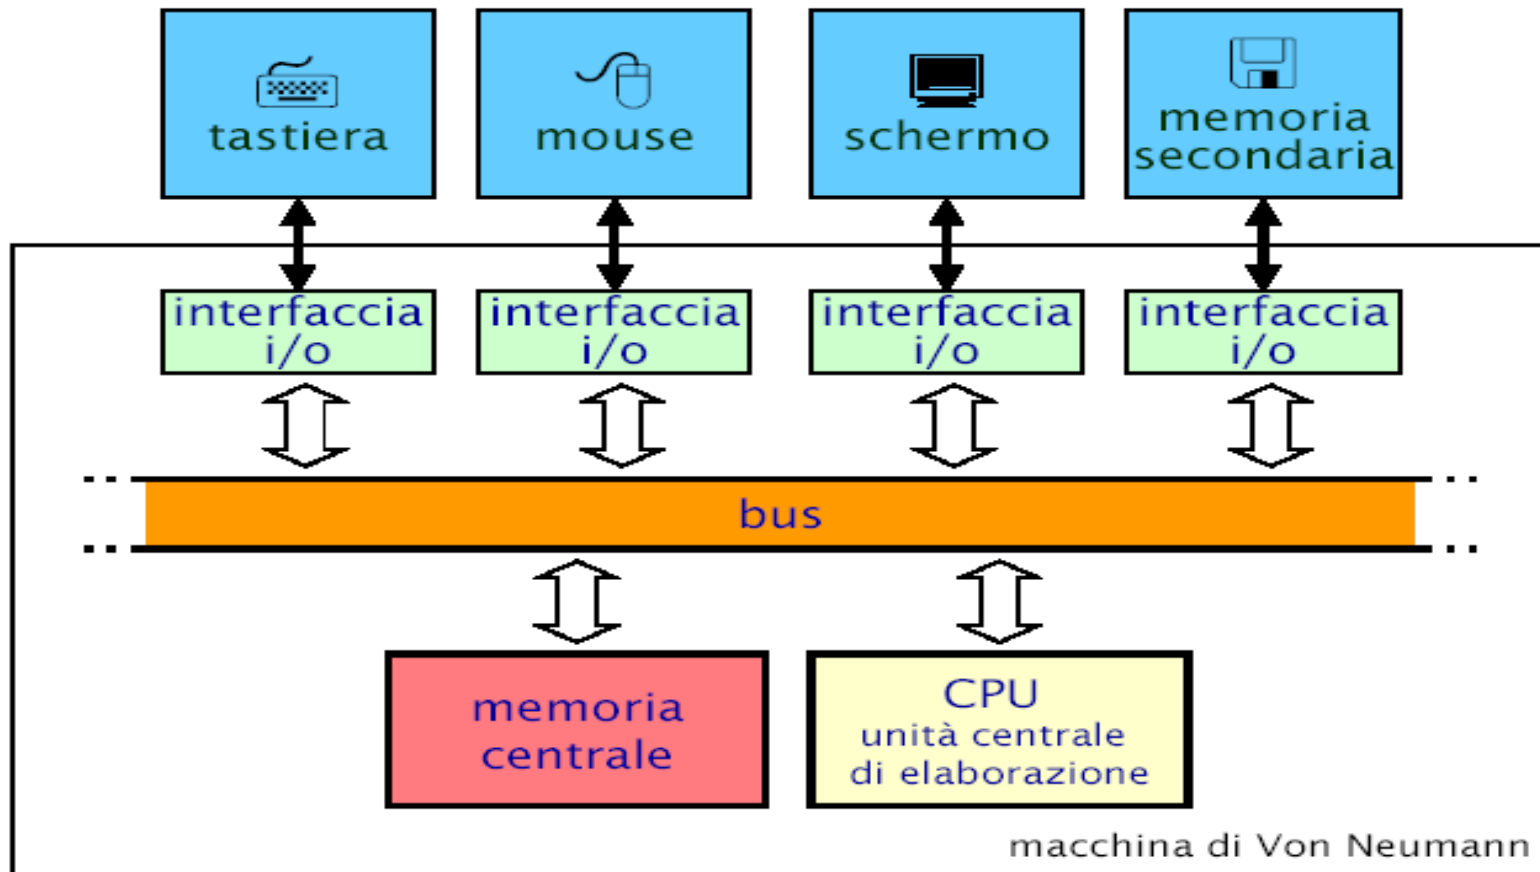 tastiera
mouse
schermo
memoria
secondaria
interfaccia
i/o
interfaccia
i/o
interfaccia
i/o
interfaccia
i/o
bus
memoria
centrale
CPU
unità centrale
di elaborazione
macchina di Von Neumann